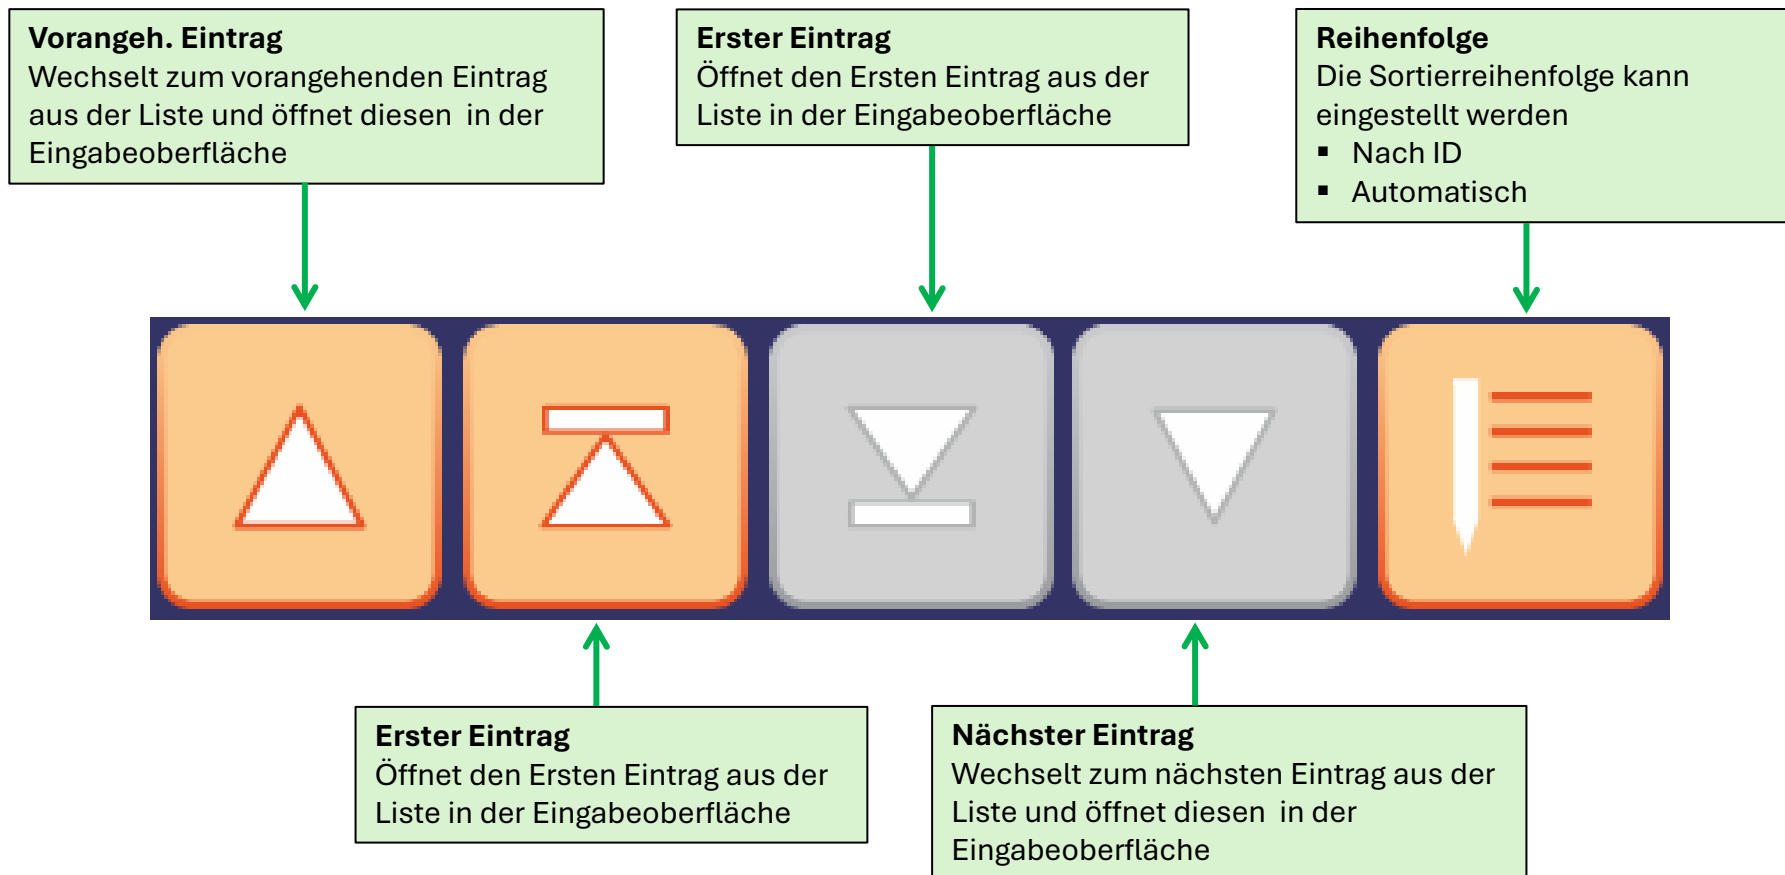 Vorangeh. Eintrag
Wechselt zum vorangehenden Eintrag
aus der Liste und öffnet diesen  in der
Eingabeoberfläche
Erster Eintrag
Öffnet den Ersten Eintrag aus der
Liste in der Eingabeoberfläche
Reihenfolge
Die Sortierreihenfolge kann
eingestellt werden
▪ Nach ID
▪ Automatisch
Erster Eintrag
Öffnet den Ersten Eintrag aus der
Liste in der Eingabeoberfläche
Nächster Eintrag
Wechselt zum nächsten Eintrag aus der
Liste und öffnet diesen  in der
Eingabeoberfläche